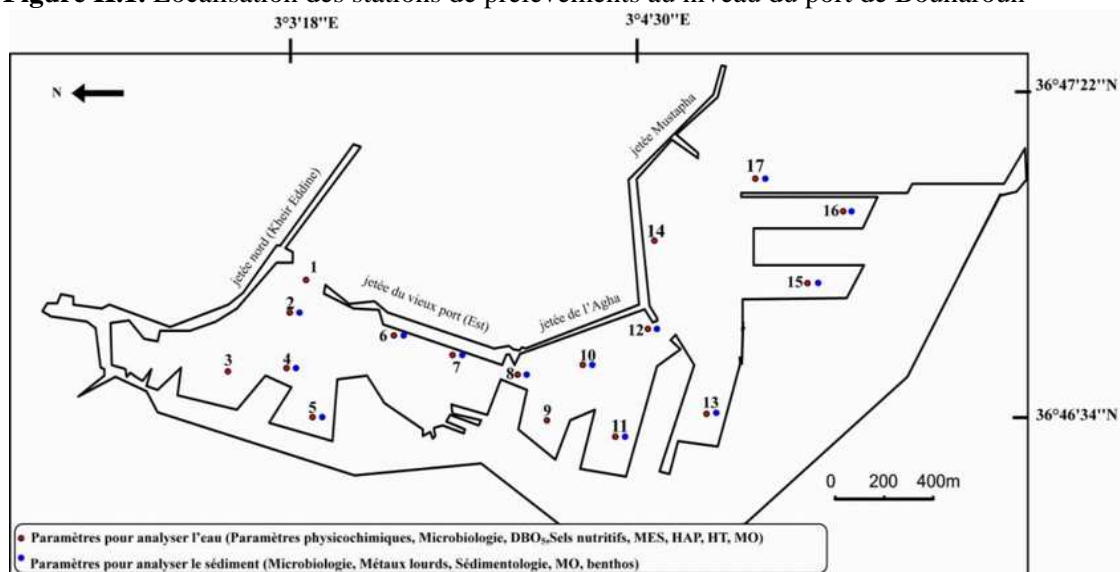 Figure II.1. Localisation des stations de prélèvements au niveau du port de Bouharoun
3°3'18''E
3°4'30''E
36°47'22''N
N
jetée Mustapha
jetée nord (Kheir Eddine)
17
16
14
1
jetée du vieux port (Est)
15
2
jetée de l'Agha
6
12
7
3
4
8
10
5
9
13
36°46'34''N
11
0 200 400m
Paramètres pour analyser l'eau (Paramètres physicochimiques, Microbiologie, DBO5,Sels nutritifs, MES, HAP, HT, MO)
Paramètres pour analyser le sédiment (Microbiologie, Métaux lourds, Sédimentologie, MO, benthos)